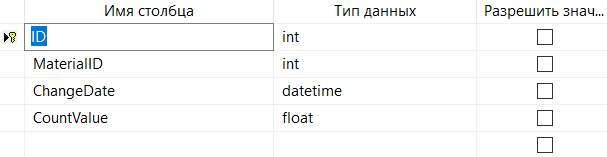 Имя столбца Тип данных Разрешить знач...
ID int
MaterialID int
ChangeDate datetime
CountValue float